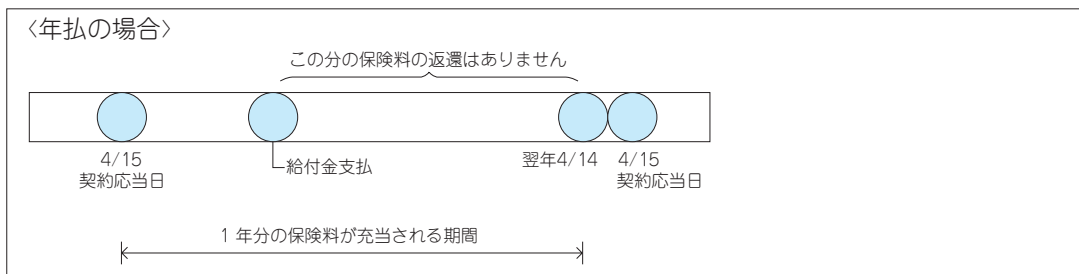 〈年払の場合〉
この分の保険料の返還はありません
4/15
契約応当日
給付金支払
翌年4/14
4/15
契約応当日
1 年分の保険料が充当される期間